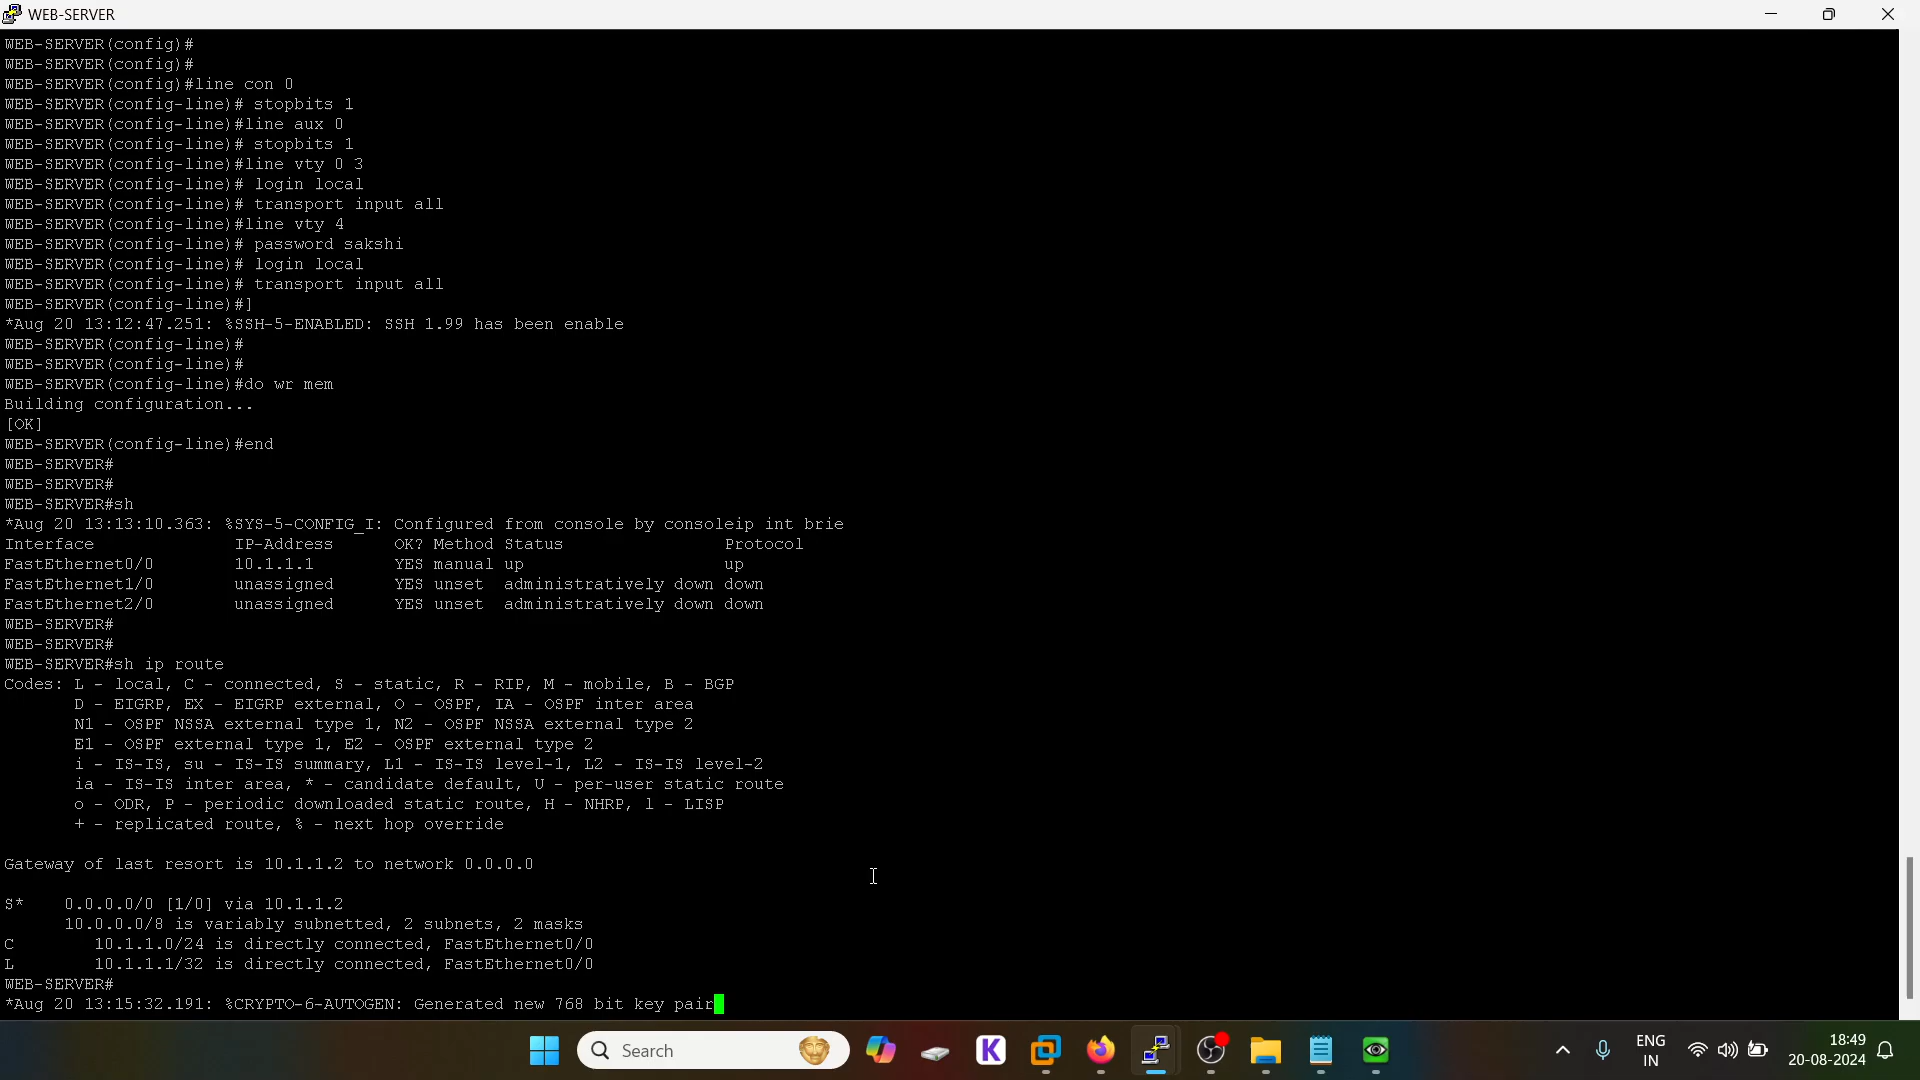 WEB-SERVER
WEB-SERVER(config)#
WEB-SERVER(config)#
WEB-SERVER(config)#line con 0
WEB-SERVER(config-line)# stopbits 1
WEB-SERVER(config-line)#line aux 0
WEB-SERVER(config-line)# stopbits 1
WEB-SERVER(config-line)#line vty 0 3
WEB-SERVER(config-line)# login local
WEB-SERVER(config-line)# transport input all
WEB-SERVER(config-line)#line vty 4
WEB-SERVER(config-line)# password sakshi
WEB-SERVER(config-line)# login local
WEB-SERVER(config-line)# transport input all
WEB-SERVER(config-line)#]
*Aug 20 13:12:47.251: %SSH-5-ENABLED: SSH 1.99 has been enable
WEB-SERVER(config-line)#
WEB-SERVER(config-line)#
WEB-SERVER(config-line)#do wr mem
Building configuration...
[OK]
WEB-SERVER(config-line)#end
WEB-SERVER#
WEB-SERVER#
WEB-SERVER#sh
*Aug 20 13:13:10.363: %SYS-5-CONFIG_I: Configured from console by consoleip int brie
Interface              IP-Address      OK? Method Status                Protocol
FastEthernet0/0        10.1.1.1        YES manual up                    up
FastEthernet1/0        unassigned      YES unset  administratively down down
FastEthernet2/0        unassigned      YES unset  administratively down down
WEB-SERVER#
WEB-SERVER#
WEB-SERVER#sh ip route
Codes: L - local, C - connected, S - static, R - RIP, M - mobile, B - BGP
       D - EIGRP, EX - EIGRP external, O - OSPF, IA - OSPF inter area
       N1 - OSPF NSSA external type 1, N2 - OSPF NSSA external type 2
       E1 - OSPF external type 1, E2 - OSPF external type 2
       i - IS-IS, su - IS-IS summary, L1 - IS-IS level-1, L2 - IS-IS level-2
       ia - IS-IS inter area, * - candidate default, U - per-user static route
       o - ODR, P - periodic downloaded static route, H - NHRP, l - LISP
       + - replicated route, % - next hop override
Gateway of last resort is 10.1.1.2 to network 0.0.0.0
S*    0.0.0.0/0 [1/0] via 10.1.1.2
      10.0.0.0/8 is variably subnetted, 2 subnets, 2 masks
C        10.1.1.0/24 is directly connected, FastEthernet0/0
L        10.1.1.1/32 is directly connected, FastEthernet0/0
WEB-SERVER#
*Aug 20 13:15:32.191: %CRYPTO-6-AUTOGEN: Generated new 768 bit key pair
Search
K
ENG
IN
18:49
20-08-2024